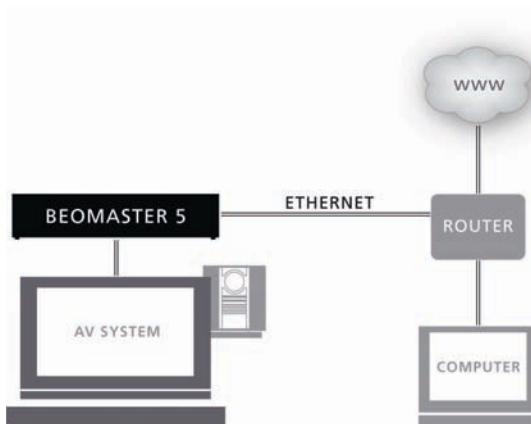 WWW
ETHERNET
BEOMASTER 5
ROUTER
AV SYSTEM
COMPUTER